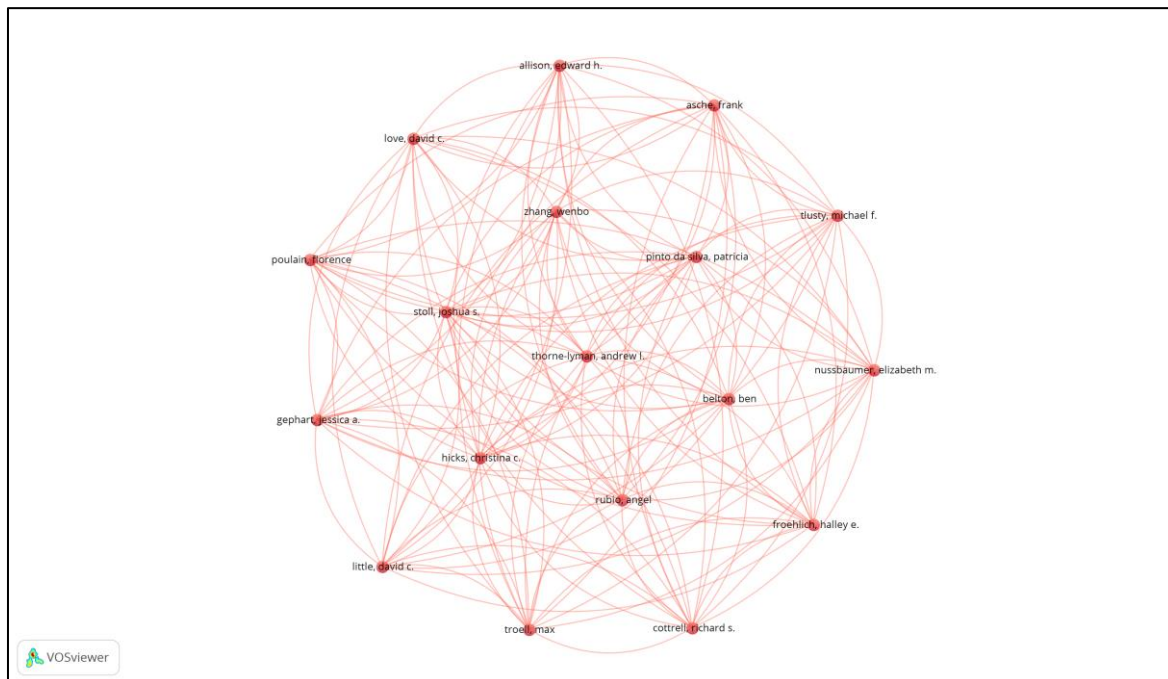 allison, edward h.
asche, frank
love, david c.
zhang, wenbo
tlusty, michael f.
pinto da silva, patricia
poulain, florence
stoll, joshua s.
thorne-lyman, andrew l.
nussbaumer, elizabeth m.
belton, ben
gephart, jessica a.
hicks, christina c.
rubio, angel
froehlich, halley e.
little, david c.
troell, max
cottrell, richard s.
VOSviewer